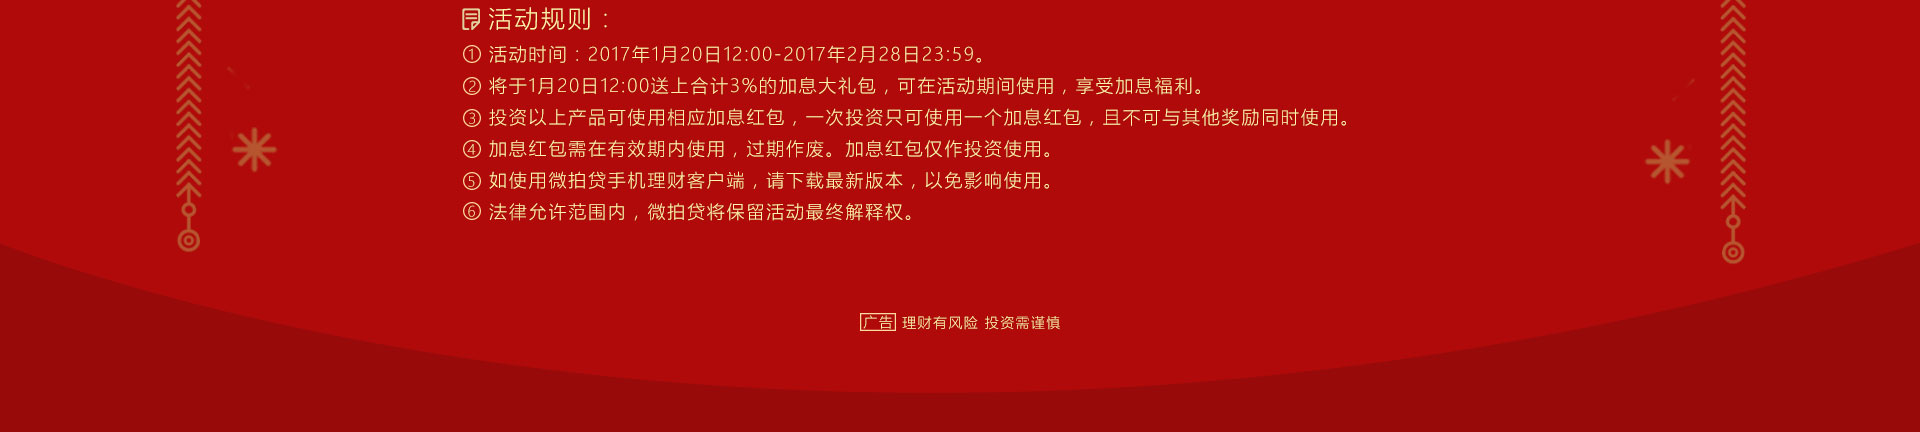 活动规则：
① 活动时间：2017年1月20日12:00-2017年2月28日23:59。
② 将于1月20日12:00送上合计3%的加息大礼包，可在活动期间使用，享受加息福利。
③ 投资以上产品可使用相应加息红包，一次投资只可使用一个加息红包，且不可与其他奖励同时使用。
④ 加息红包需在有效期内使用，过期作废。加息红包仅作投资使用。
⑤ 如使用微拍贷手机理财客户端，请下载最新版本，以免影响使用。
⑥ 法律允许范围内，微拍贷将保留活动最终解释权。
广告 理财有风险 投资需谨慎